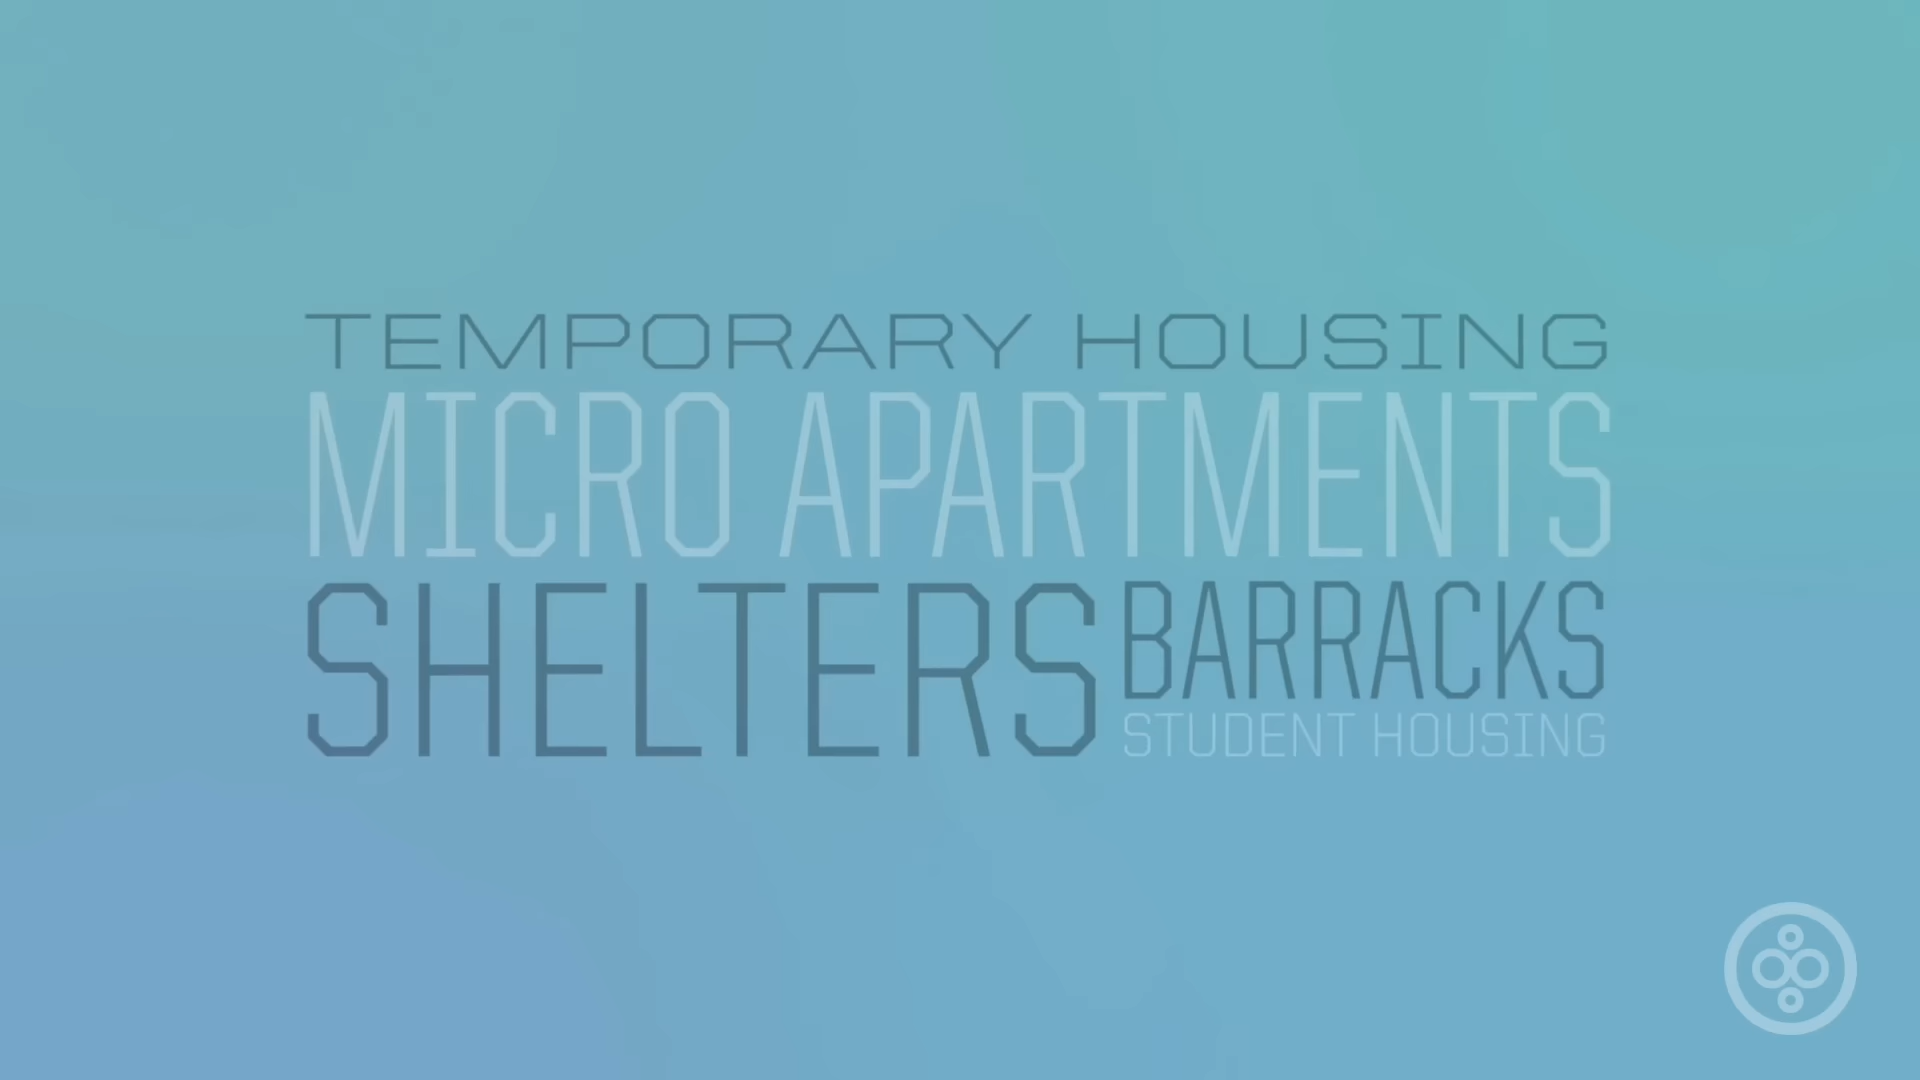 TEMPORARY HOUSING
MICRO APARTMENTS
SHELTERS
BARRACKS
STUDENT HOUSING